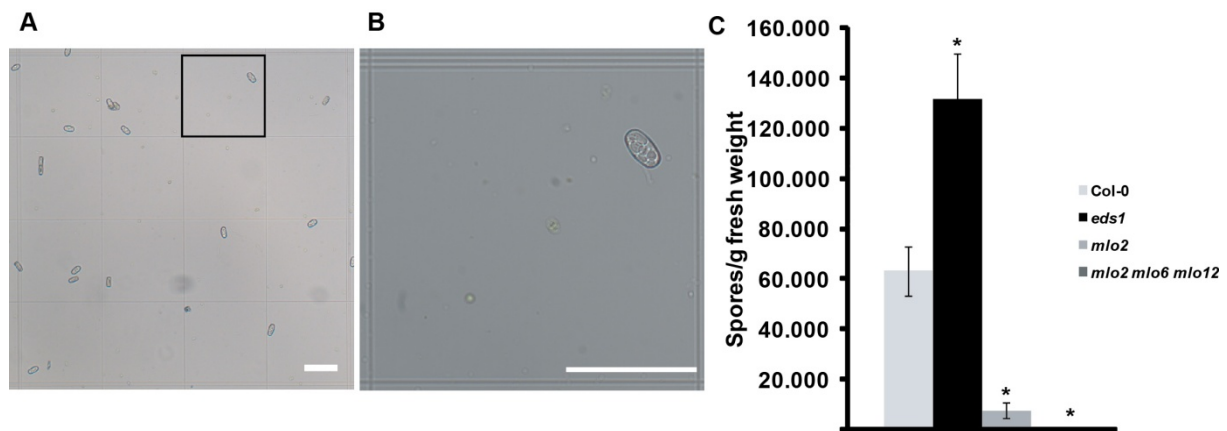 A
B
C
Spores/g fresh weight
160.000
140.000
120.000
100.000
80.000
60.000
40.000
20.000
*
*
*
*
Col-0
eds1
mlo2
mlo2 mlo6 mlo12